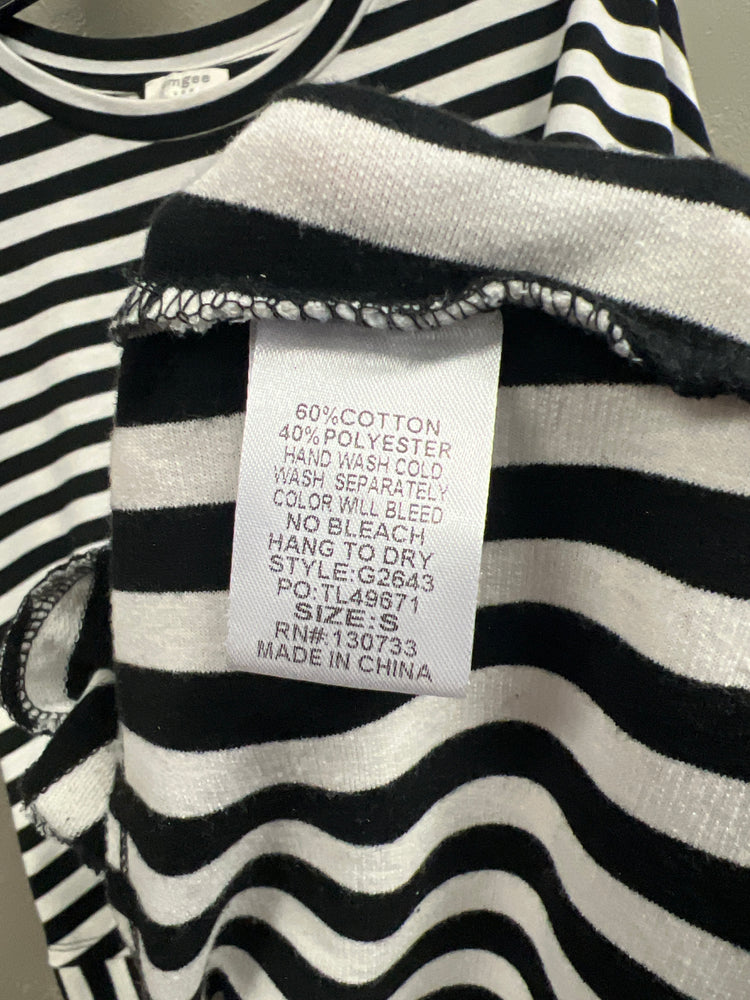 60%COTTON
40%POLYESTER
HAND WASH COLD
WASH SEPARATELY
COLOR WILL BLEED
NO BLEACH
HANG TO DRY
STYLE:G2643
PO:TL49671
SIZE:S
RN#:130733
MADE IN CHINA